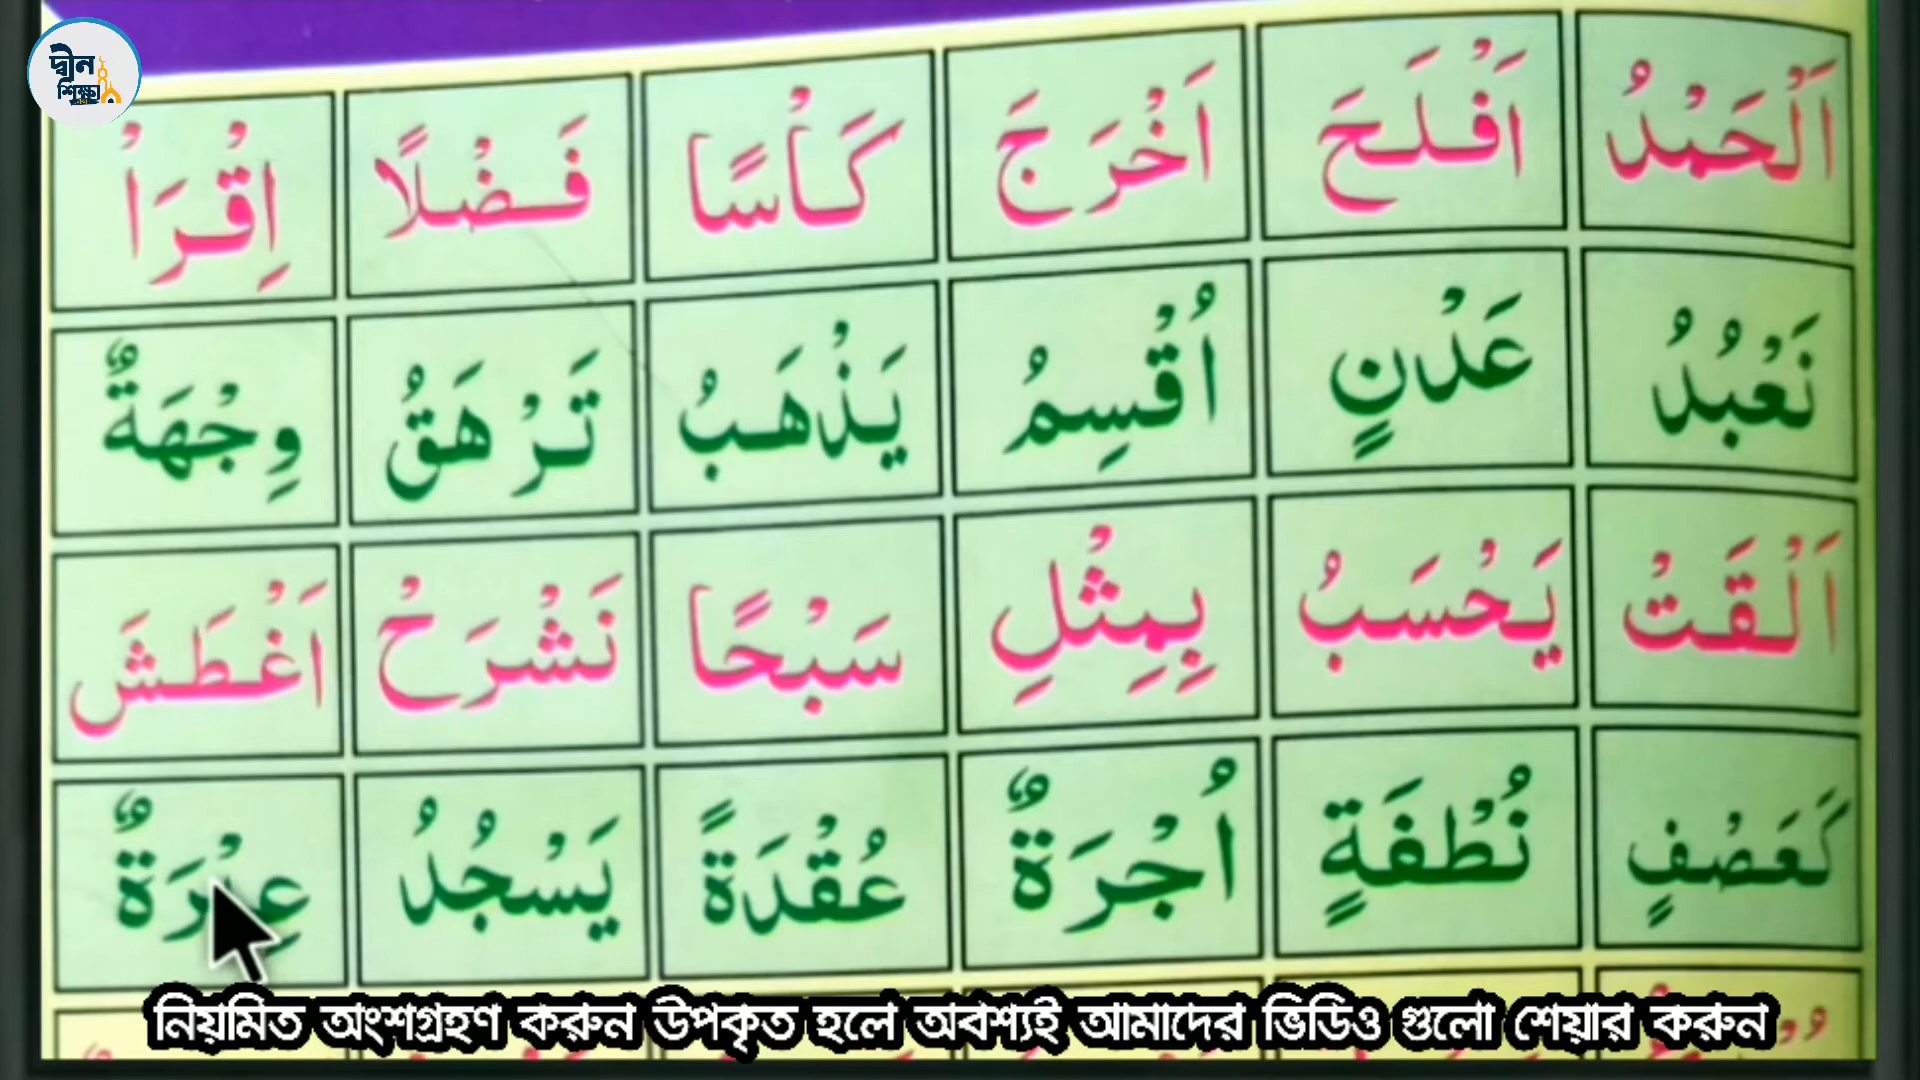 দ্বীন
শিক্ষা
اَلْحَمْدُ اَفْلَحَ اَخْرَجَ كَاْسًا فَضْلًا اِقْرَاْ
نَعْبُدُ عَدْنٍ اُقْسِمُ يَذْهَبُ تَرْهَقُ وِجْهَةٌ
اَلْقَتْ يَحْسَبُ بِمِثْلِ سَبْحًا نَشْرَحْ اَغْطَشَ
كَعَصْفٍ نُطْفَةٍ اُجْرَةٌ عُقْدَةً يَسْجُدُ عِبْرَةٌ
নিয়মিত অংশগ্রহণ করুন উপকৃত হলে অবশ্যই আমাদের ভিডিও গুলো শেয়ার করুন